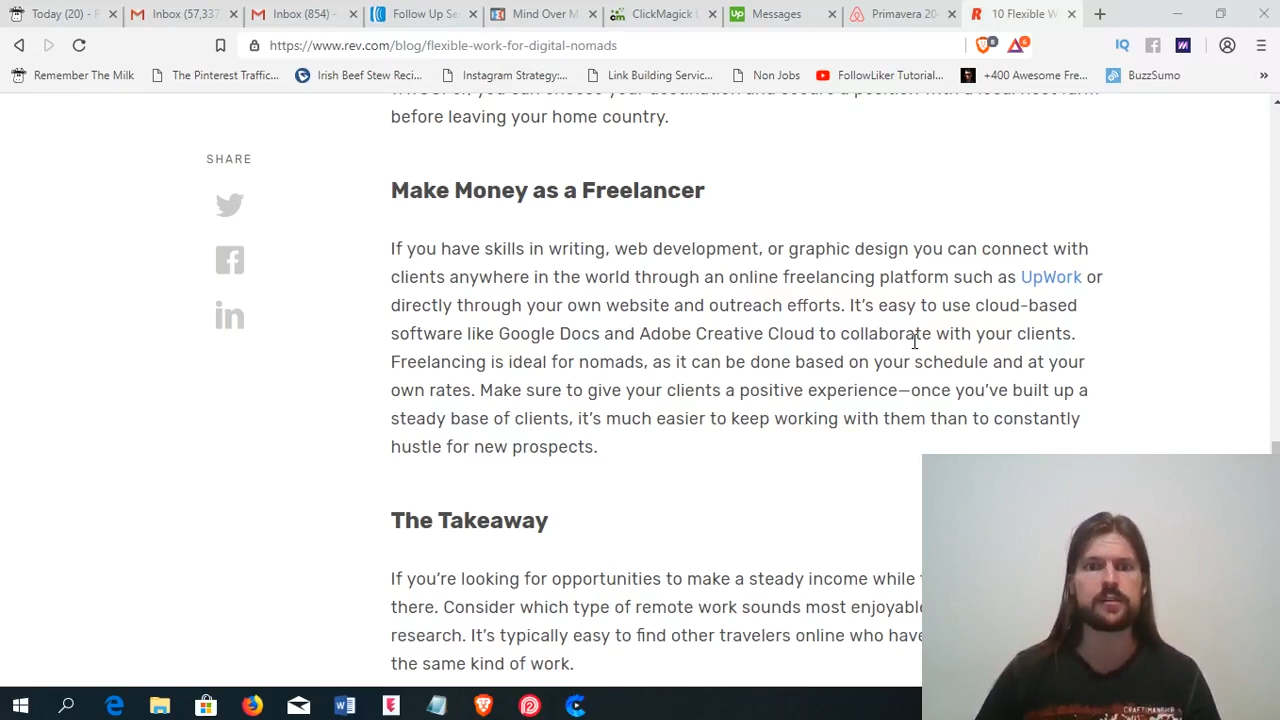 Today (20) - R
Inbox (57,337
Inbox (854) -
Follow Up Se
Mind Over M
ClickMagick L
Messages
Primavera 20
10 Flexible W
https://www.rev.com/blog/flexible-work-for-digital-nomads
Remember The Milk
The Pinterest Traffic...
Irish Beef Stew Reci...
Instagram Strategy:...
Link Building Servic...
Non Jobs
FollowLiker Tutorial...
+400 Awesome Fre...
BuzzSumo
before leaving your home country.
SHARE
Make Money as a Freelancer
If you have skills in writing, web development, or graphic design you can connect with
clients anywhere in the world through an online freelancing platform such as UpWork or
directly through your own website and outreach efforts. It's easy to use cloud-based
software like Google Docs and Adobe Creative Cloud to collaborate with your clients.
Freelancing is ideal for nomads, as it can be done based on your schedule and at your
own rates. Make sure to give your clients a positive experience—once you've built up a
steady base of clients, it's much easier to keep working with them than to constantly
hustle for new prospects.
The Takeaway
If you're looking for opportunities to make a steady income while
there. Consider which type of remote work sounds most enjoyable
research. It's typically easy to find other travelers online who have
the same kind of work.
CRAFTSMANSHIP